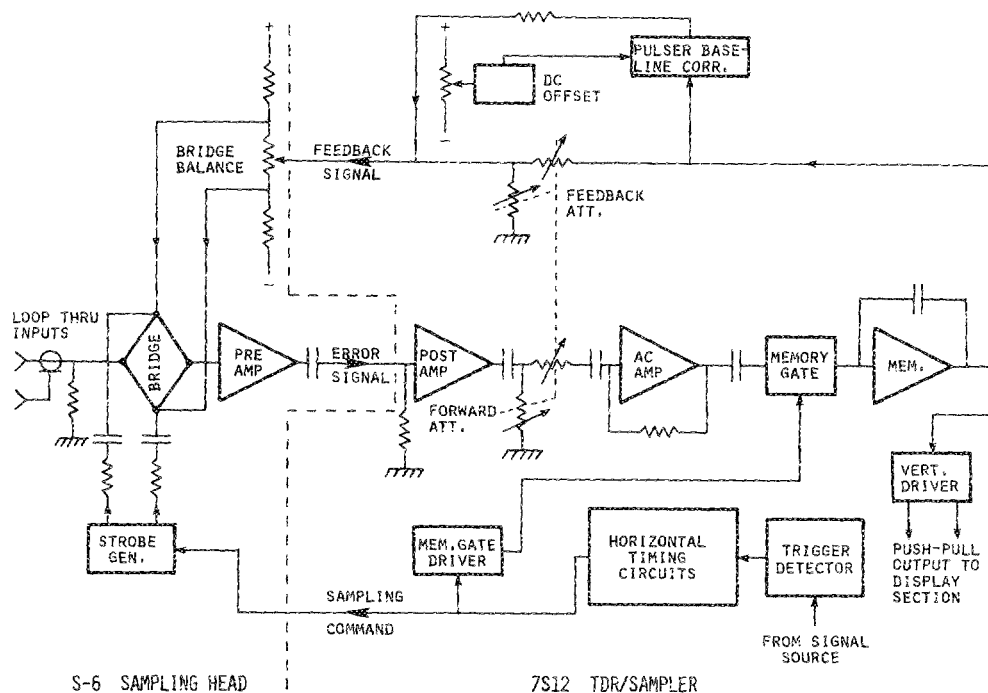 +
+
PULSER BASE-
LINE CORR.
DC
OFFSET
−
BRIDGE
BALANCE
FEEDBACK
SIGNAL
FEEDBACK
ATT.
−
LOOP THRU
INPUTS
BRIDGE
PRE
AMP
ERROR
SIGNAL
POST
AMP
FORWARD
ATT.
AC
AMP
MEMORY
GATE
MEM.
VERT.
DRIVER
STROBE
GEN.
MEM.GATE
DRIVER
HORIZONTAL
TIMING
CIRCUITS
TRIGGER
DETECTOR
PUSH-PULL
OUTPUT TO
DISPLAY
SECTION
SAMPLING
COMMAND
FROM SIGNAL
SOURCE
S-6 SAMPLING HEAD
7S12 TDR/SAMPLER